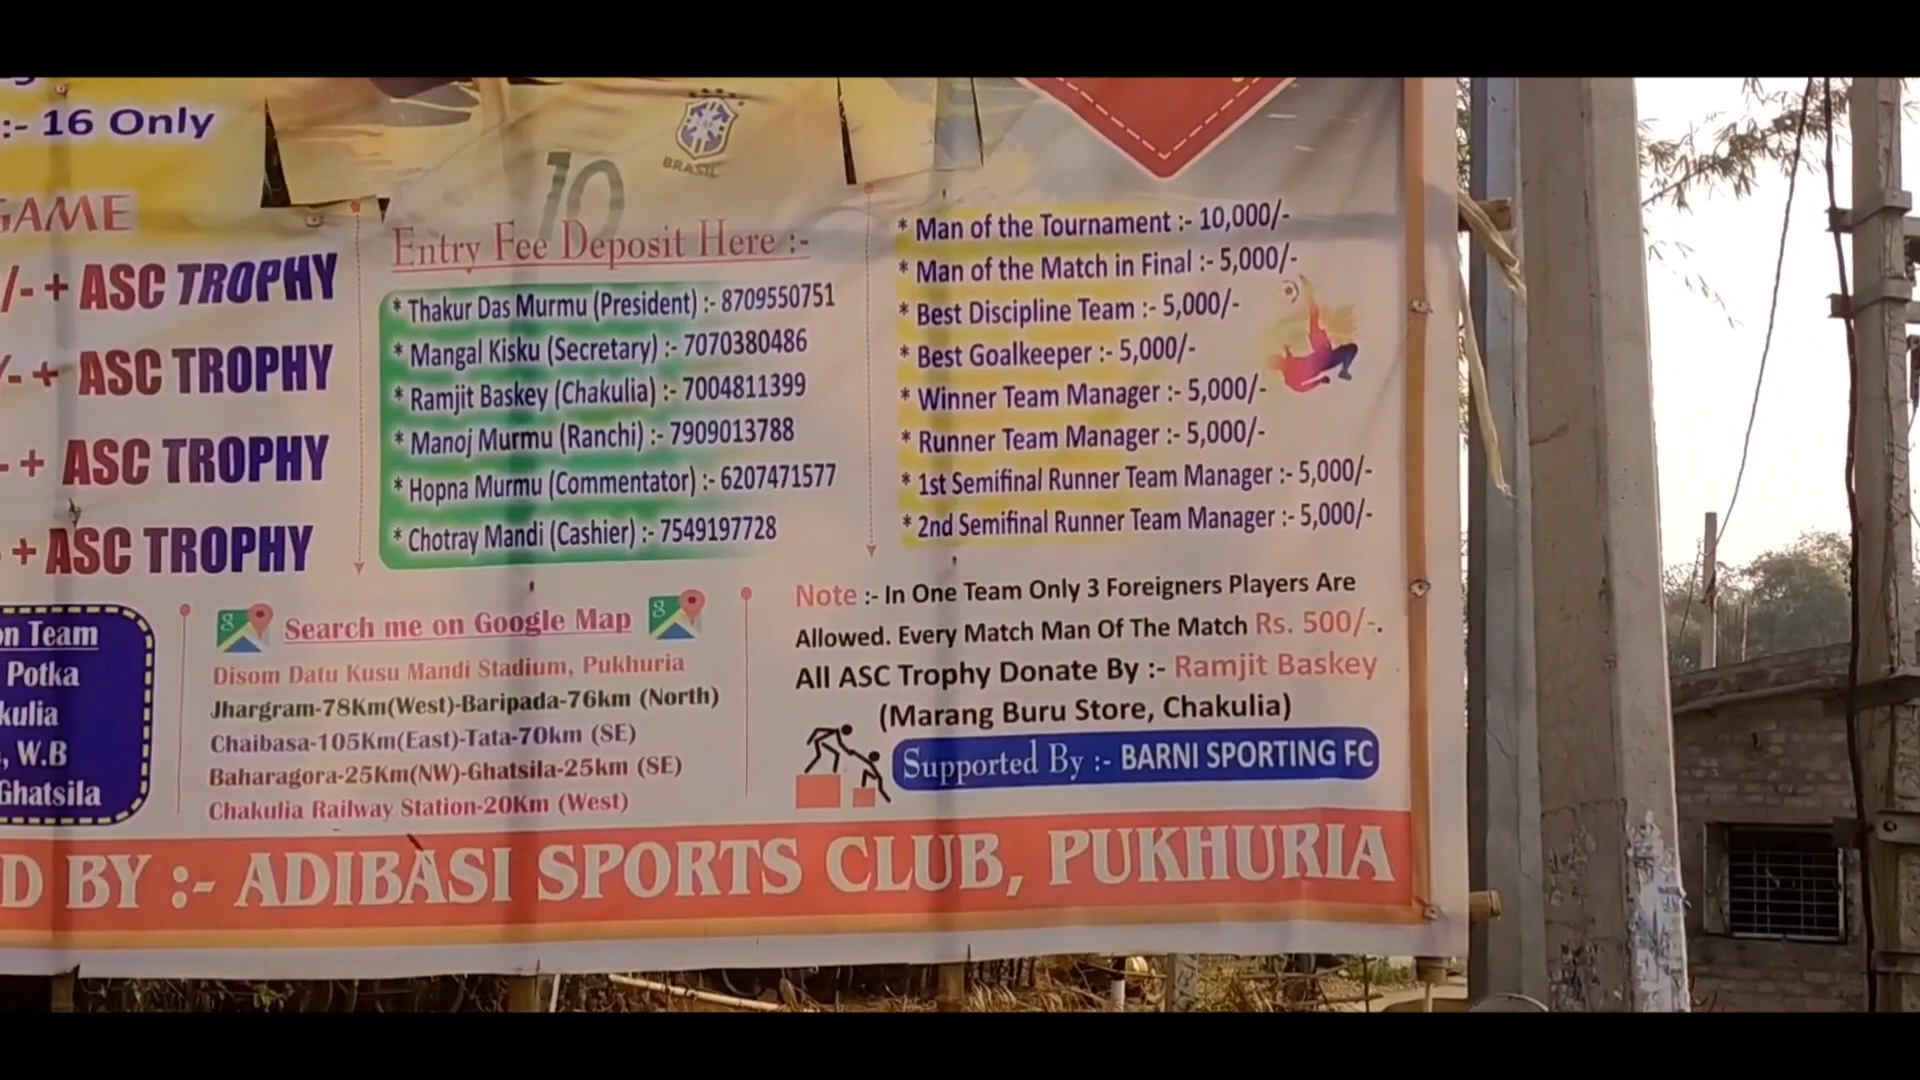 :- 16 Only
BRASIL
10
GAME
/- + ASC TROPHY
/- + ASC TROPHY
- + ASC TROPHY
+ ASC TROPHY
Entry Fee Deposit Here :-
* Thakur Das Murmu (President) :- 8709550751
* Mangal Kisku (Secretary) :- 7070380486
* Ramjit Baskey (Chakulia) :- 7004811399
* Manoj Murmu (Ranchi) :- 7909013788
* Hopna Murmu (Commentator) :- 6207471577
* Chotray Mandi (Cashier) :- 7549197728
* Man of the Tournament :- 10,000/-
* Man of the Match in Final :- 5,000/-
* Best Discipline Team :- 5,000/-
* Best Goalkeeper :- 5,000/-
* Winner Team Manager :- 5,000/-
* Runner Team Manager :- 5,000/-
* 1st Semifinal Runner Team Manager :- 5,000/-
* 2nd Semifinal Runner Team Manager :- 5,000/-
on Team
Potka
kulia
, W.B
Ghatsila
Search me on Google Map
Disom Datu Kusu Mandi Stadium, Pukhuria
Jhargram-78Km(West)-Baripada-76km (North)
Chaibasa-105Km(East)-Tata-70km (SE)
Baharagora-25Km(NW)-Ghatsila-25km (SE)
Chakulia Railway Station-20Km (West)
Note :- In One Team Only 3 Foreigners Players Are
Allowed. Every Match Man Of The Match Rs. 500/-.
All ASC Trophy Donate By :- Ramjit Baskey
(Marang Buru Store, Chakulia)
Supported By :- BARNI SPORTING FC
D BY :- ADIBASI SPORTS CLUB, PUKHURIA